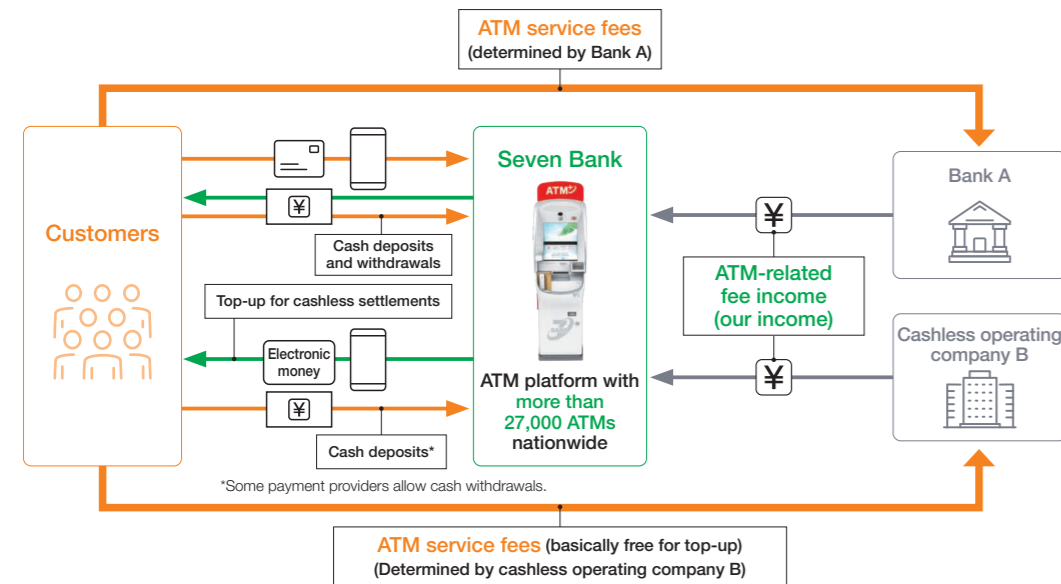 ATM service fees
(determined by Bank A)
Customers
¥
Cash deposits
and withdrawals
Top-up for cashless settlements
Electronic
money
¥
Cash deposits*
*Some payment providers allow cash withdrawals.
Seven Bank
ATM
ATM platform with
more than
27,000 ATMs
nationwide
¥
ATM-related
fee income
(our income)
¥
Bank A
Cashless operating
company B
ATM service fees (basically free for top-up)
(Determined by cashless operating company B)